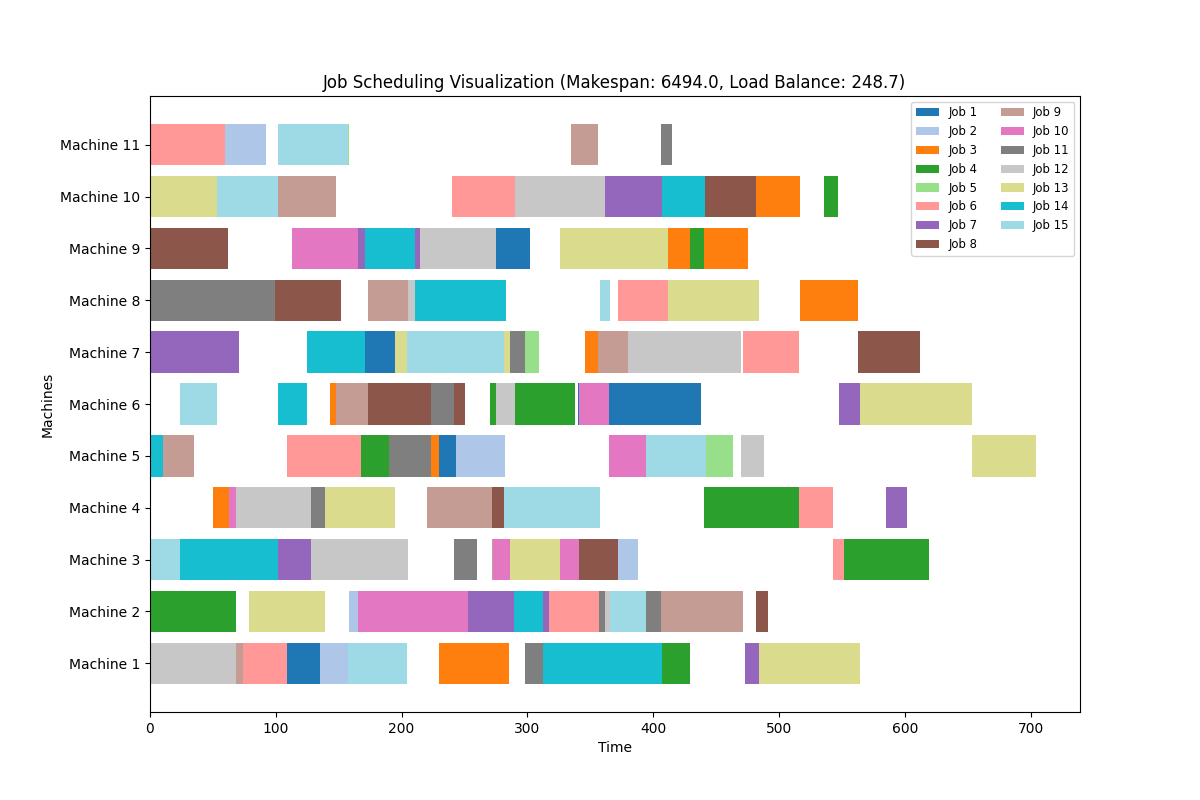 Job Scheduling Visualization (Makespan: 6494.0, Load Balance: 248.7)
Job 1
Job 2
Job 3
Job 4
Job 5
Job 6
Job 7
Job 8
Job 9
Job 10
Job 11
Job 12
Job 13
Job 14
Job 15
Machines
Machine 11
Machine 10
Machine 9
Machine 8
Machine 7
Machine 6
Machine 5
Machine 4
Machine 3
Machine 2
Machine 1
0 100 200 300 400 500 600 700
Time